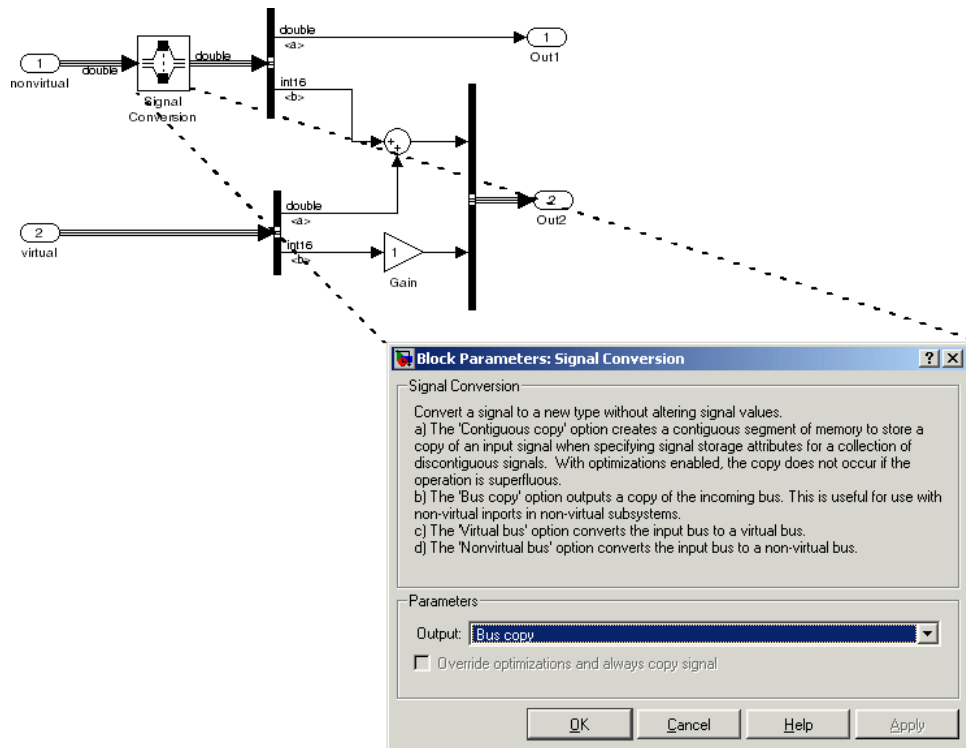 double
<a>
1
Out1
1
nonvirtual
double
double
Signal
Conversion
int16
<b>
+
+
double
<a>
2
Out2
2
virtual
int16
<b>
1
Gain
Block Parameters: Signal Conversion
Signal Conversion
Convert a signal to a new type without altering signal values.
a) The 'Contiguous copy' option creates a contiguous segment of memory to store a
copy of an input signal when specifying signal storage attributes for a collection of
discontiguous signals.  With optimizations enabled, the copy does not occur if the
operation is superfluous.
b) The 'Bus copy' option outputs a copy of the incoming bus. This is useful for use with
non-virtual inports in non-virtual subsystems.
c) The 'Virtual bus' option converts the input bus to a virtual bus.
d) The 'Nonvirtual bus' option converts the input bus to a non-virtual bus.
Parameters
Output: Bus copy
Override optimizations and always copy signal
OK Cancel Help Apply